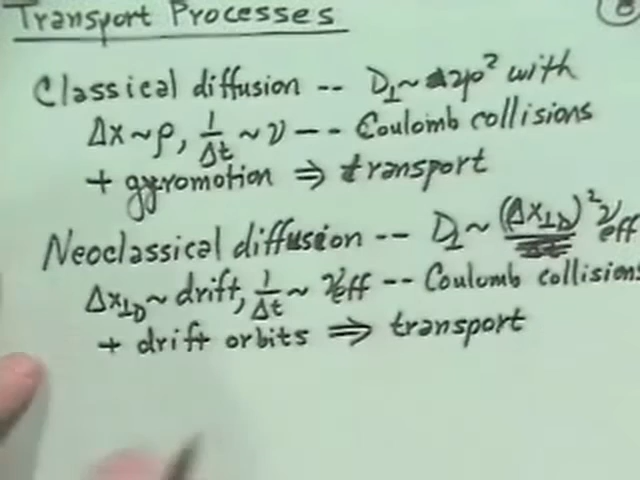 Transport Processes 8
Classical diffusion -- D⊥ ~ νρ² with
Δx ~ ρ, 1/Δt ~ ν -- Coulomb collisions
+ gyromotion ⇒ transport
Neoclassical diffusion -- D⊥ ~ (Δx⊥D)² νeff
Δx⊥D ~ drift, 1/Δt ~ νeff -- Coulomb collisions
+ drift orbits ⇒ transport